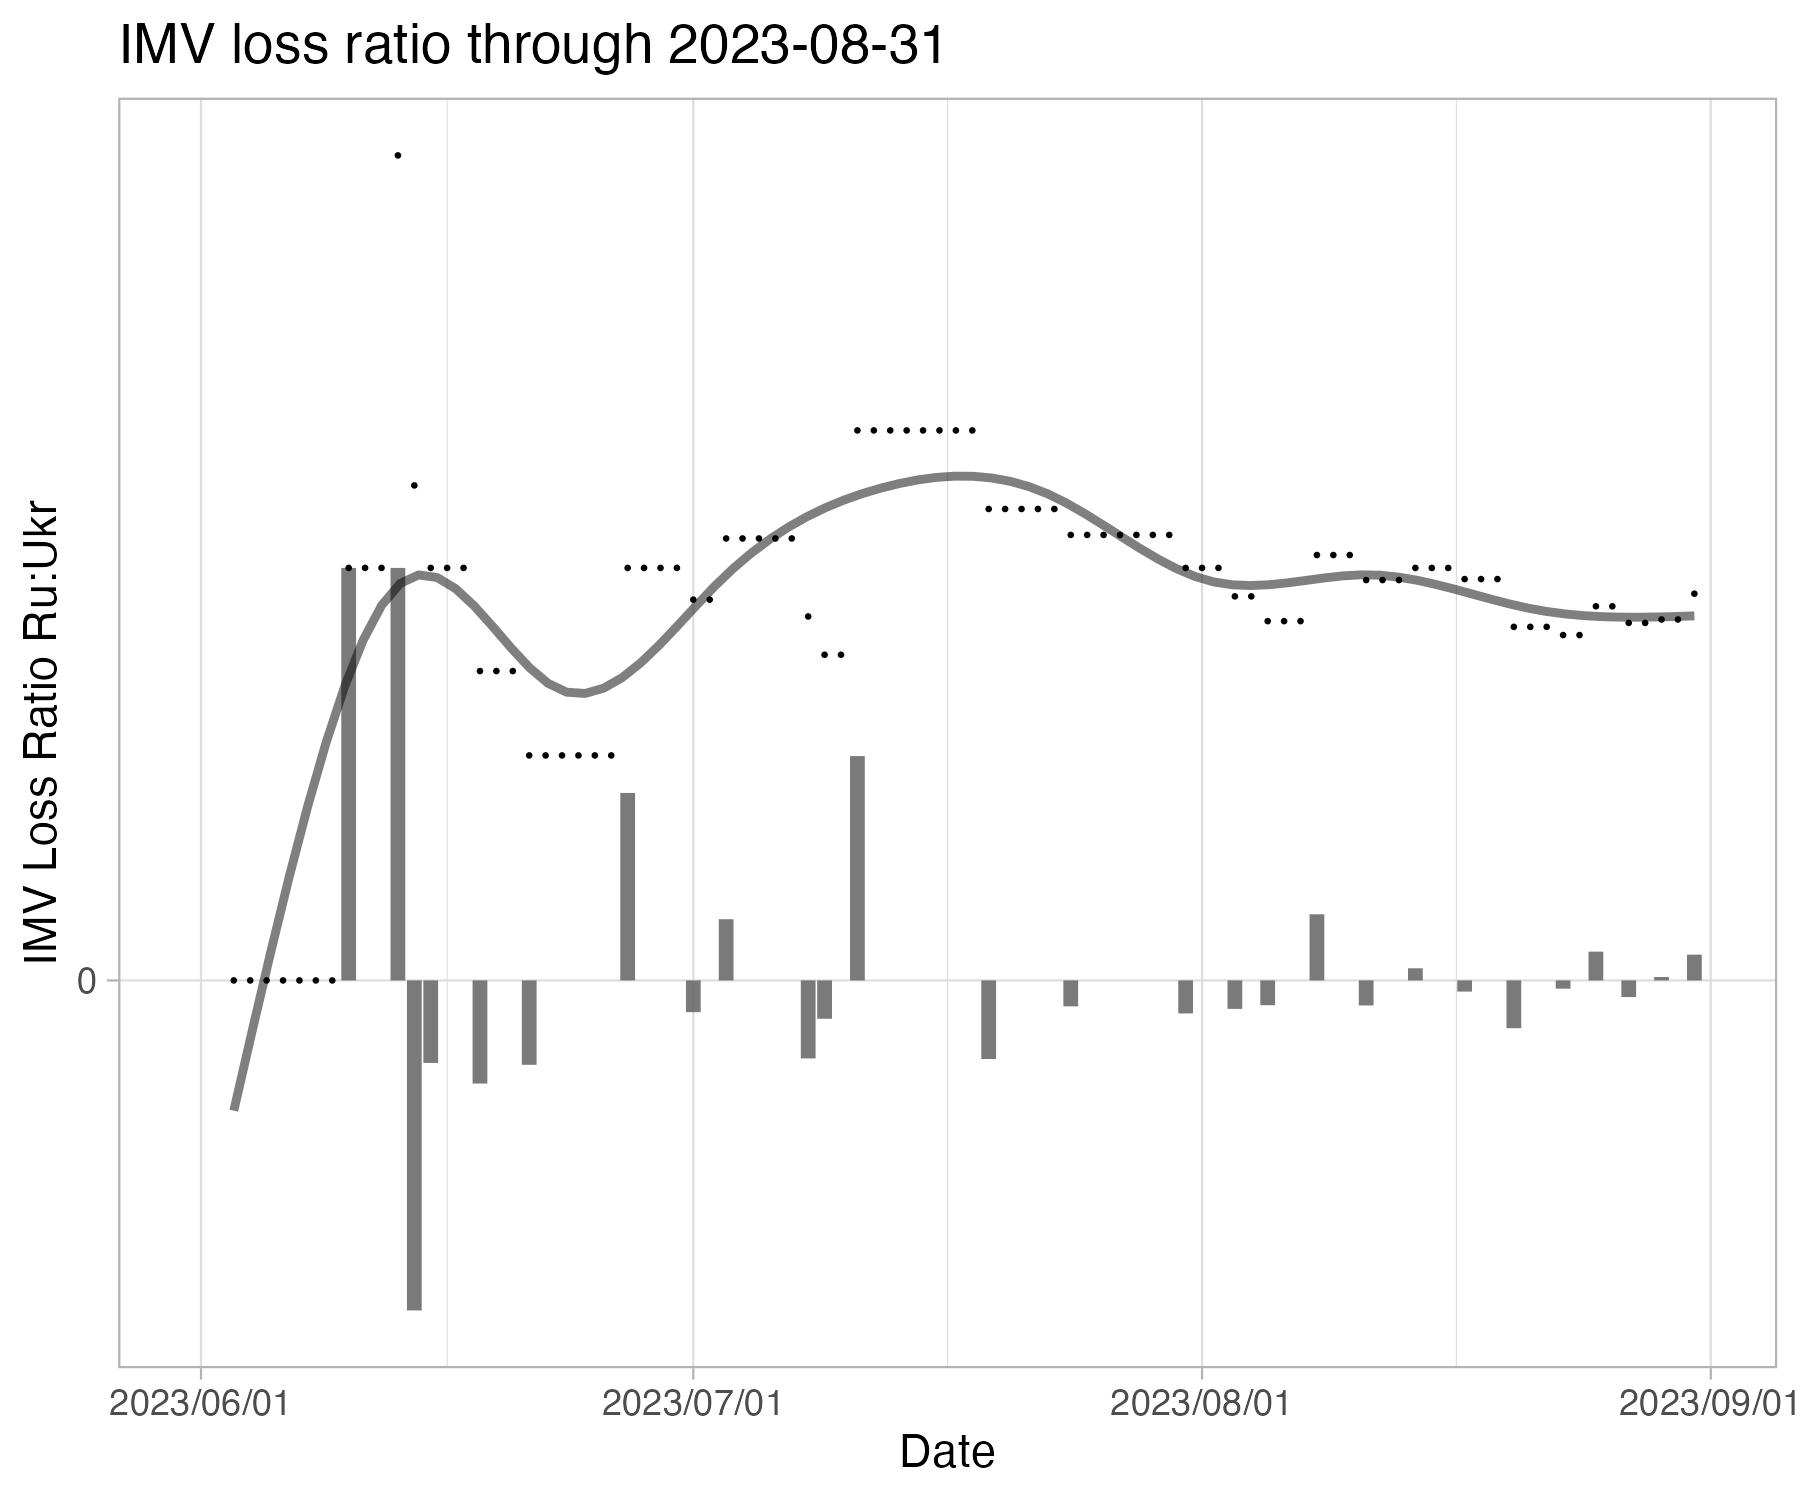 IMV loss ratio through 2023-08-31
IMV Loss Ratio Ru:Ukr
0
2023/06/01 2023/07/01 2023/08/01 2023/09/01
Date